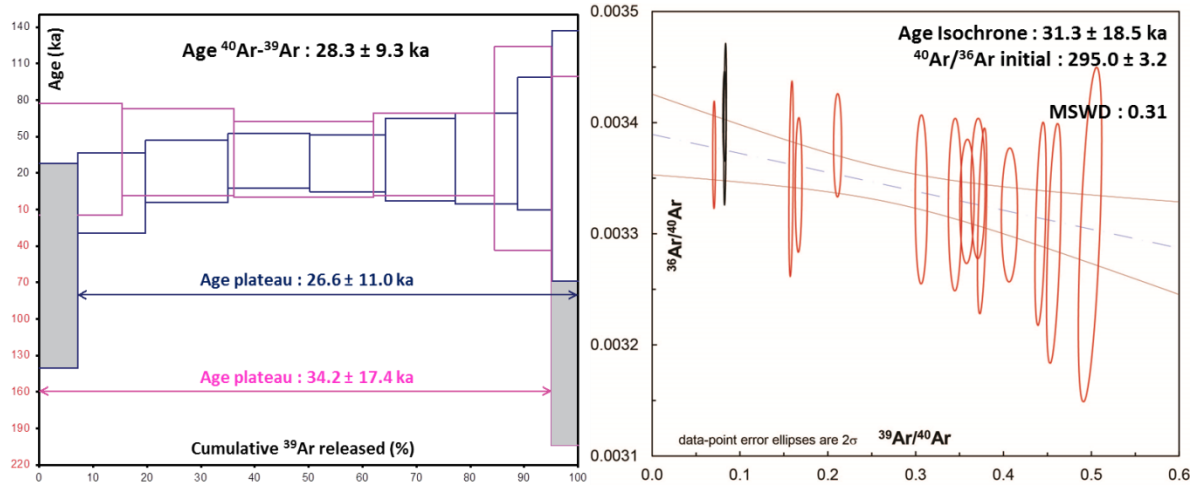 Age (ka)
140
110
80
50
20
10
40
70
100
130
160
190
220
Age ⁴⁰Ar-³⁹Ar : 28.3 ± 9.3 ka
Age plateau : 26.6 ± 11.0 ka
Age plateau : 34.2 ± 17.4 ka
Cumulative ³⁹Ar released (%)
0 10 20 30 40 50 60 70 80 90 100
0.0035
0.0034
0.0033
0.0032
0.0031
³⁶Ar/⁴⁰Ar
Age Isochrone : 31.3 ± 18.5 ka
⁴⁰Ar/³⁶Ar initial : 295.0 ± 3.2
MSWD : 0.31
data-point error ellipses are 2σ
³⁹Ar/⁴⁰Ar
0.0 0.1 0.2 0.3 0.4 0.5 0.6